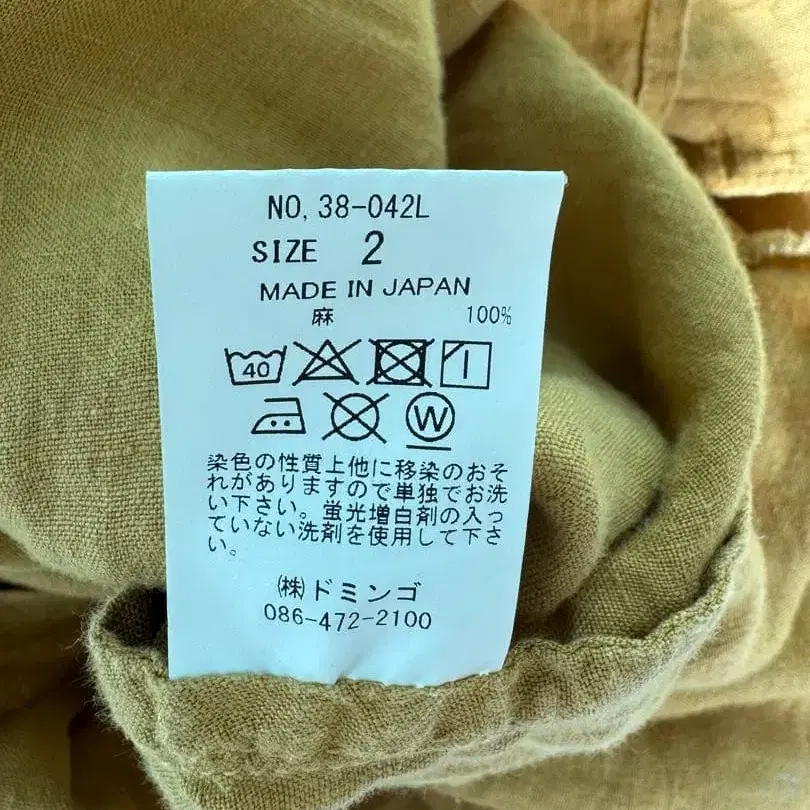 NO. 38-042L
SIZE 2
MADE IN JAPAN
麻 100%
40
W
染色の性質上他に移染のおそ
れがありますので単独でお洗
い下さい。蛍光増白剤の入っ
ていない洗剤を使用して下さ
い。
㈱ドミンゴ
086-472-2100